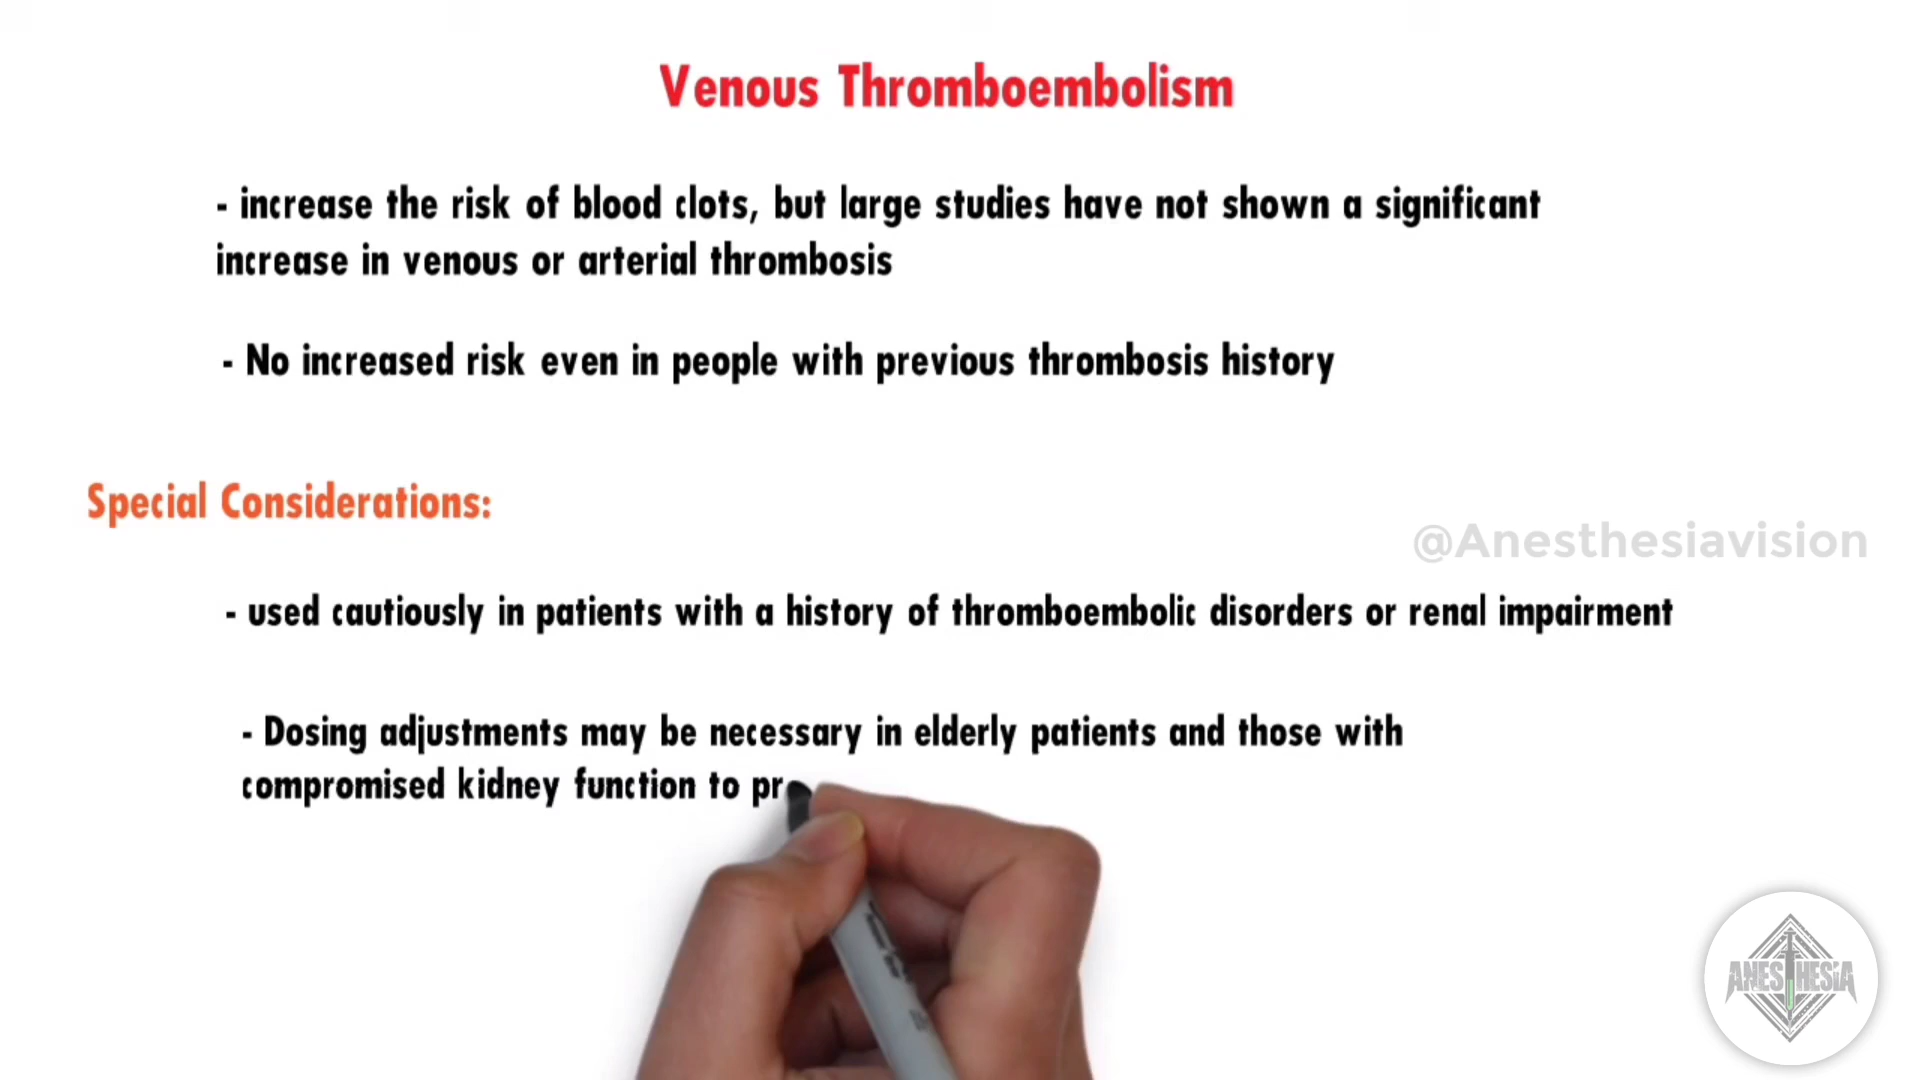 Venous Thromboembolism
- increase the risk of blood clots, but large studies have not shown a significant
increase in venous or arterial thrombosis
- No increased risk even in people with previous thrombosis history
Special Considerations:
@Anesthesiavision
- used cautiously in patients with a history of thromboembolic disorders or renal impairment
- Dosing adjustments may be necessary in elderly patients and those with
compromised kidney function to pr
ANESTHESIA